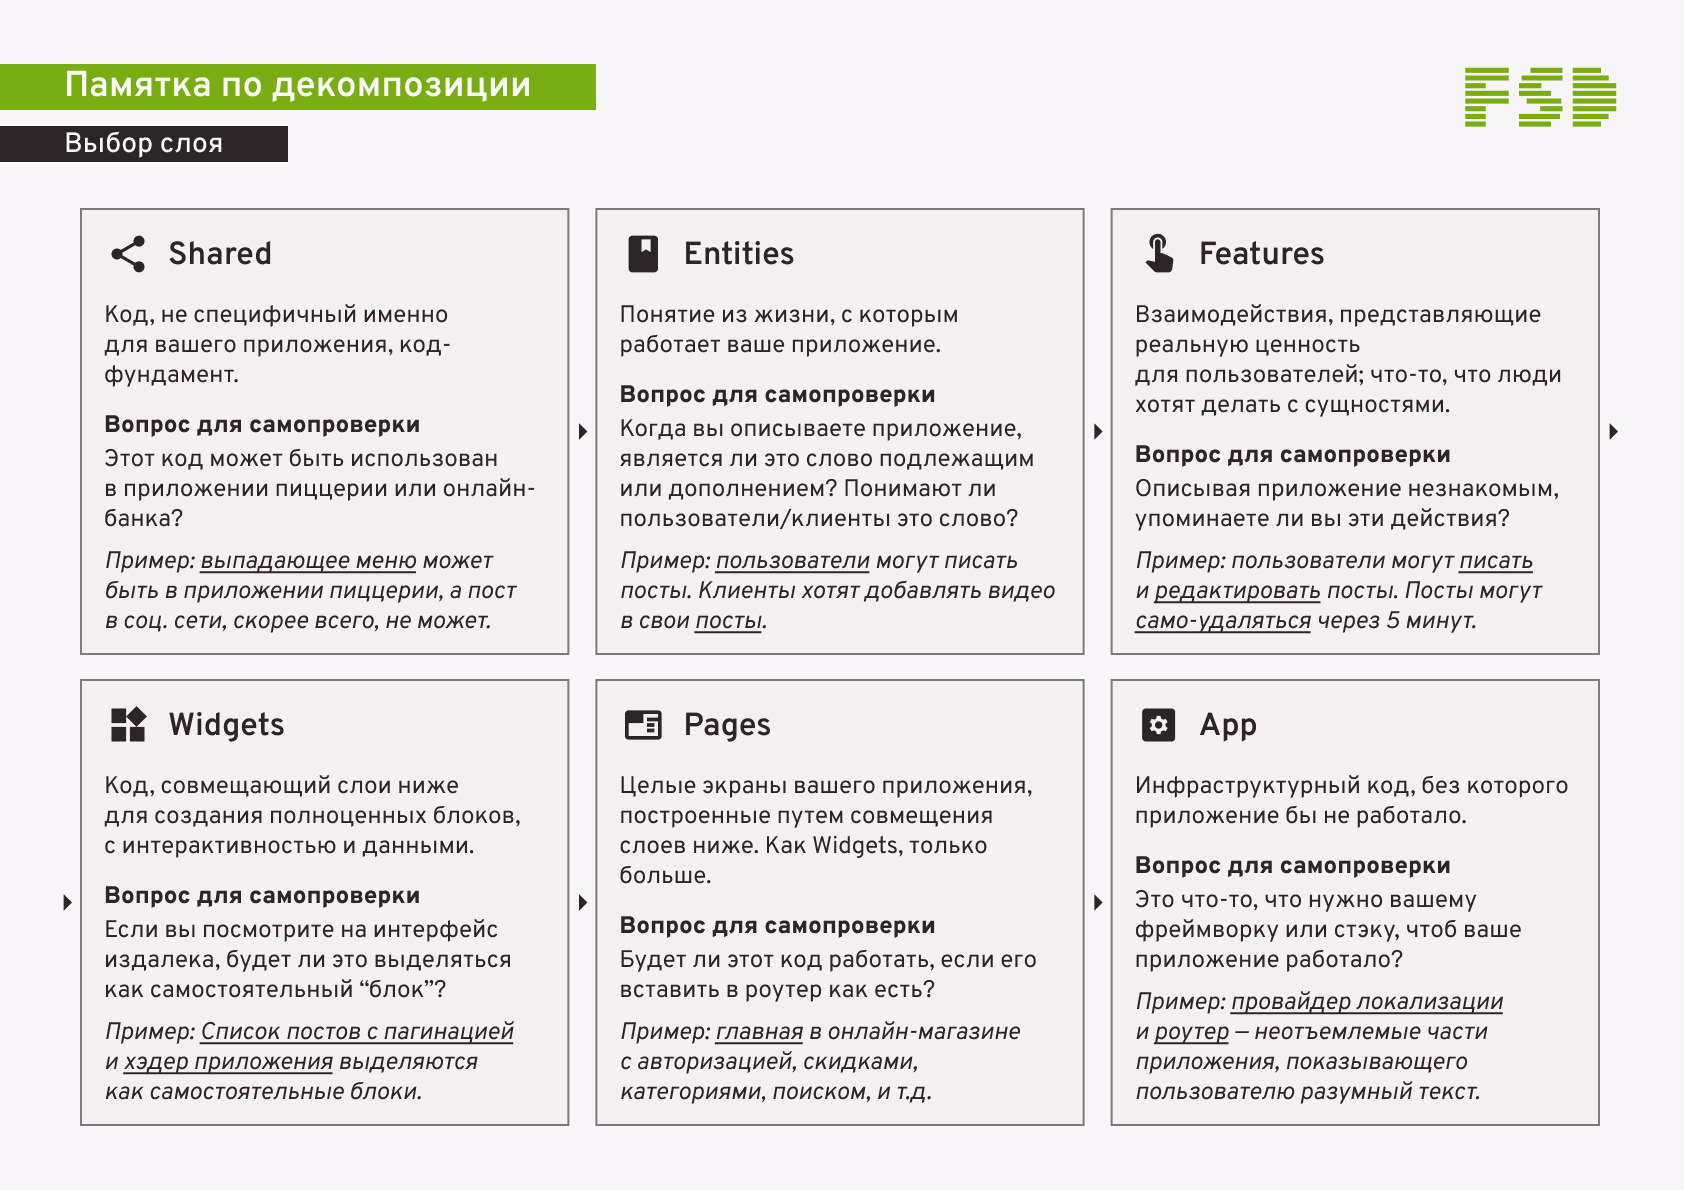 Памятка по декомпозиции
FSD
Выбор слоя
Shared
Код, не специфичный именно
для вашего приложения, код-
фундамент.
Вопрос для самопроверки
Этот код может быть использован
в приложении пиццерии или онлайн-
банка?
Пример: выпадающее меню может
быть в приложении пиццерии, а пост
в соц. сети, скорее всего, не может.
Entities
Понятие из жизни, с которым
работает ваше приложение.
Вопрос для самопроверки
Когда вы описываете приложение,
является ли это слово подлежащим
или дополнением? Понимают ли
пользователи/клиенты это слово?
Пример: пользователи могут писать
посты. Клиенты хотят добавлять видео
в свои посты.
Features
Взаимодействия, представляющие
реальную ценность
для пользователей; что-то, что люди
хотят делать с сущностями.
Вопрос для самопроверки
Описывая приложение незнакомым,
упоминаете ли вы эти действия?
Пример: пользователи могут писать
и редактировать посты. Посты могут
само-удаляться через 5 минут.
Widgets
Код, совмещающий слои ниже
для создания полноценных блоков,
с интерактивностью и данными.
Вопрос для самопроверки
Если вы посмотрите на интерфейс
издалека, будет ли это выделяться
как самостоятельный “блок”?
Пример: Список постов с пагинацией
и хэдер приложения выделяются
как самостоятельные блоки.
Pages
Целые экраны вашего приложения,
построенные путем совмещения
слоев ниже. Как Widgets, только
больше.
Вопрос для самопроверки
Будет ли этот код работать, если его
вставить в роутер как есть?
Пример: главная в онлайн-магазине
с авторизацией, скидками,
категориями, поиском, и т.д.
App
Инфраструктурный код, без которого
приложение бы не работало.
Вопрос для самопроверки
Это что-то, что нужно вашему
фреймворку или стэку, чтоб ваше
приложение работало?
Пример: провайдер локализации
и роутер — неотъемлемые части
приложения, показывающего
пользователю разумный текст.